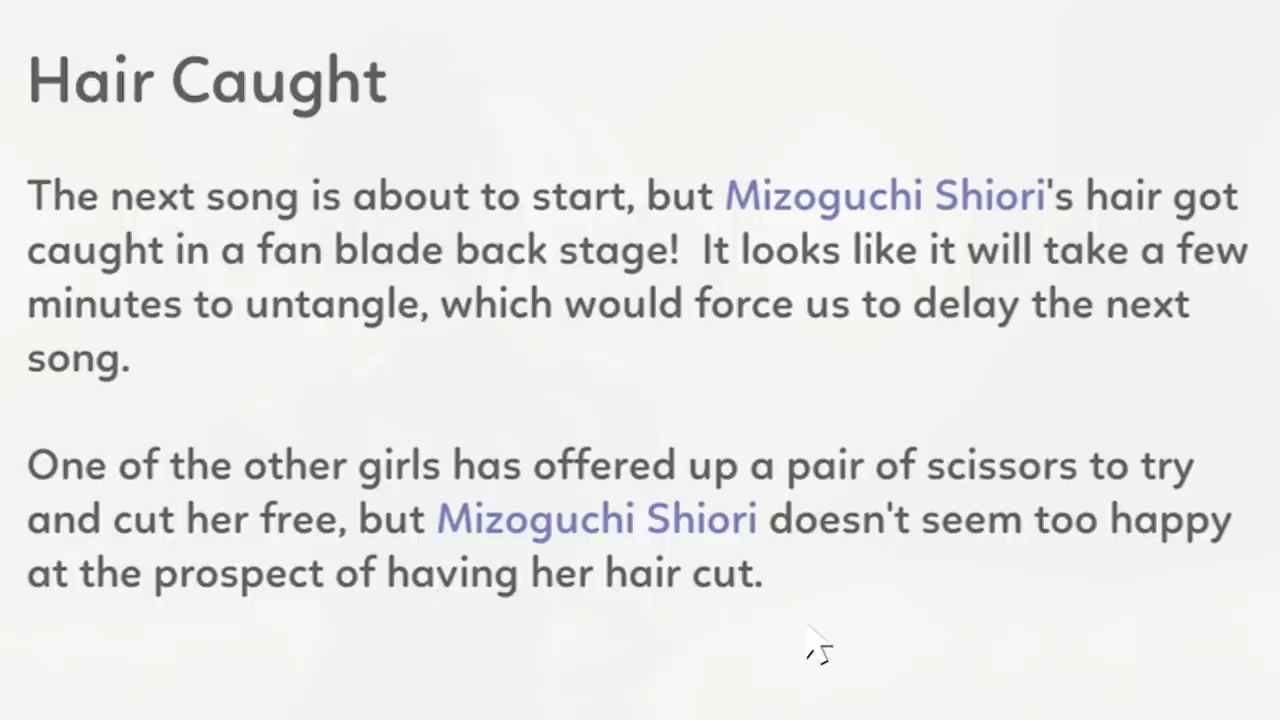 Hair Caught
The next song is about to start, but Mizoguchi Shiori's hair got
caught in a fan blade back stage!  It looks like it will take a few
minutes to untangle, which would force us to delay the next
song.
One of the other girls has offered up a pair of scissors to try
and cut her free, but Mizoguchi Shiori doesn't seem too happy
at the prospect of having her hair cut.